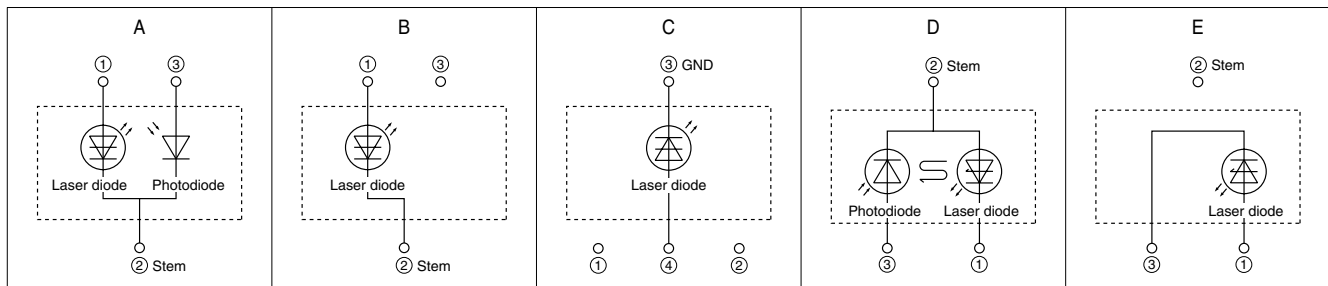 A
① ③
Laser diode Photodiode
② Stem
B
① ③
Laser diode
② Stem
C
③ GND
Laser diode
① ④ ②
D
② Stem
Photodiode Laser diode
③ ①
E
② Stem
Laser diode
③ ①